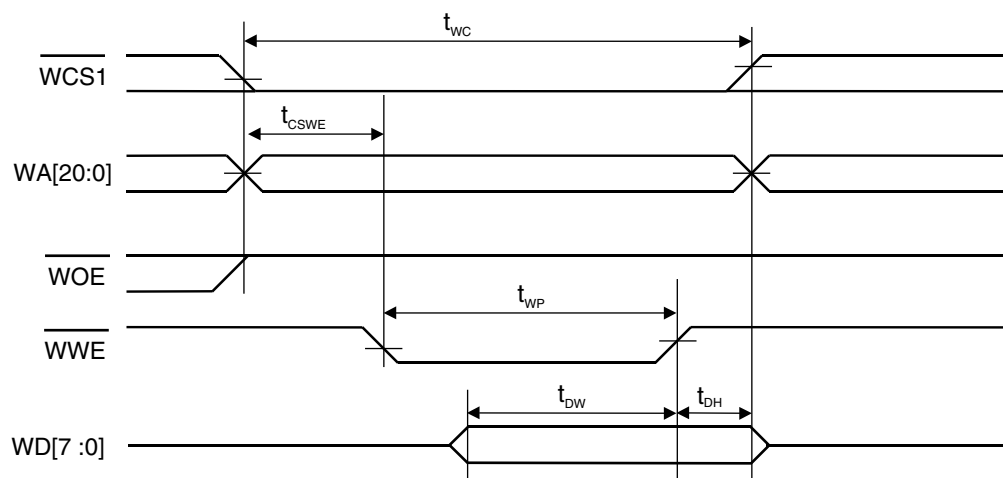 tWC
WCS1
tCSWE
WA[20:0]
WOE
tWP
WWE
tDW
tDH
WD[7 :0]